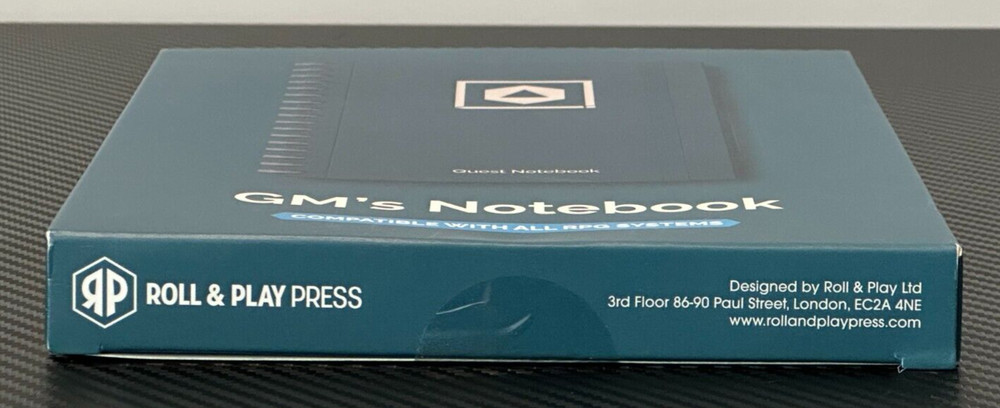 Quest Notebook
GM's Notebook
COMPATIBLE WITH ALL RPG SYSTEMS
RP ROLL & PLAY PRESS
Designed by Roll & Play Ltd
3rd Floor 86-90 Paul Street, London, EC2A 4NE
www.rollandplaypress.com